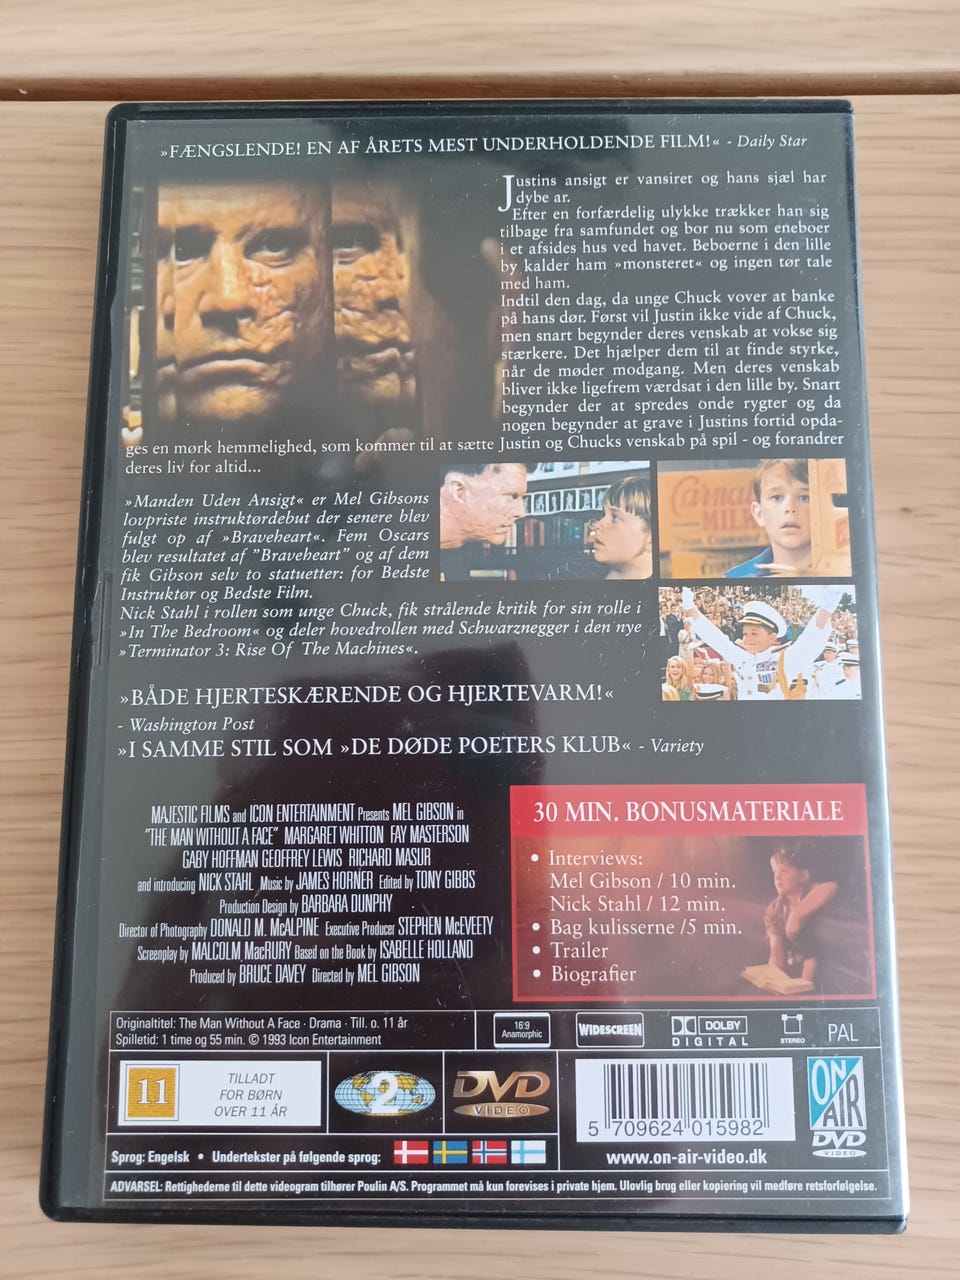 »FÆNGSLENDE! EN AF ÅRETS MEST UNDERHOLDENDE FILM!« - Daily Star
Justins ansigt er vansiret og hans sjæl har
dybe ar.
Efter en forfærdelig ulykke trækker han sig
tilbage fra samfundet og bor nu som eneboer
i et afsides hus ved havet. Beboerne i den lille
by kalder ham »monsteret« og ingen tør tale
med ham.
Indtil den dag, da unge Chuck vover at banke
på hans dør. Først vil Justin ikke vide af Chuck,
men snart begynder deres venskab at vokse sig
stærkere. Det hjælper dem til at finde styrke,
når de møder modgang. Men deres venskab
bliver ikke ligefrem værdsat i den lille by. Snart
begynder der at spredes onde rygter og da
nogen begynder at grave i Justins fortid opda-
ges en mørk hemmelighed, som kommer til at sætte Justin og Chucks venskab på spil - og forandrer
deres liv for altid...
»Manden Uden Ansigt« er Mel Gibsons
lovpriste instruktørdebut der senere blev
fulgt op af »Braveheart«. Fem Oscars
blev resultatet af "Braveheart" og af dem
fik Gibson selv to statuetter: for Bedste
Instruktør og Bedste Film.
Nick Stahl i rollen som unge Chuck, fik strålende kritik for sin rolle i
»In The Bedroom« og deler hovedrollen med Schwarznegger i den nye
»Terminator 3: Rise Of The Machines«.
Carna
MILK
»BÅDE HJERTESKÆRENDE OG HJERTEVARM!«
- Washington Post
»I SAMME STIL SOM »DE DØDE POETERS KLUB« - Variety
MAJESTIC FILMS and ICON ENTERTAINMENT Presents MEL GIBSON in
"THE MAN WITHOUT A FACE" MARGARET WHITTON FAY MASTERSON
GABY HOFFMAN GEOFFREY LEWIS RICHARD MASUR
and introducing NICK STAHL Music by JAMES HORNER Edited by TONY GIBBS
Production Design by BARBARA DUNPHY
Director of Photography DONALD M. McALPINE Executive Producer STEPHEN McEVEETY
Screenplay by MALCOLM MacRURY Based on the Book by ISABELLE HOLLAND
Produced by BRUCE DAVEY Directed by MEL GIBSON
30 MIN. BONUSMATERIALE
• Interviews:
Mel Gibson / 10 min.
Nick Stahl / 12 min.
• Bag kulisserne /5 min.
• Trailer
• Biografier
Originaltitel: The Man Without A Face · Drama · Till. o. 11 år
Spilletid: 1 time og 55 min. © 1993 Icon Entertainment
16:9
Anamorphic
WIDESCREEN
DOLBY
DIGITAL
STEREO
PAL
11
TILLADT
FOR BØRN
OVER 11 ÅR
2
DVD
VIDEO
5 709624 015982
www.on-air-video.dk
ON
AIR
DVD
VIDEO
Sprog: Engelsk • Undertekster på følgende sprog:
ADVARSEL: Rettighederne til dette videogram tilhører Poulin A/S. Programmet må kun forevises i private hjem. Ulovlig brug eller kopiering vil medføre retsforfølgelse.